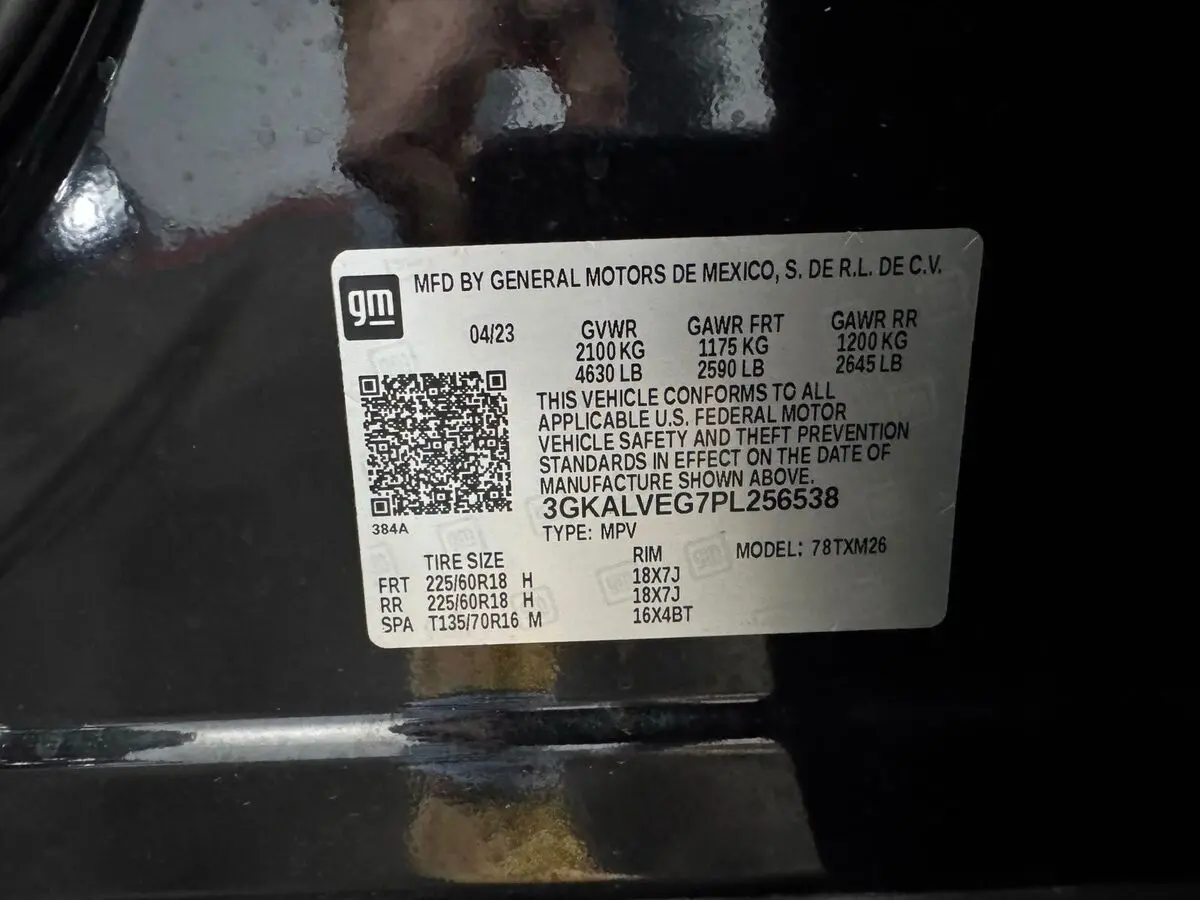 gm
MFD BY GENERAL MOTORS DE MEXICO, S. DE R.L. DE C.V.
04/23 GVWR GAWR FRT GAWR RR
2100 KG 1175 KG 1200 KG
4630 LB 2590 LB 2645 LB
THIS VEHICLE CONFORMS TO ALL
APPLICABLE U.S. FEDERAL MOTOR
VEHICLE SAFETY AND THEFT PREVENTION
STANDARDS IN EFFECT ON THE DATE OF
MANUFACTURE SHOWN ABOVE.
3GKALVEG7PL256538
384A
TYPE: MPV
TIRE SIZE RIM MODEL: 78TXM26
FRT 225/60R18 H 18X7J
RR 225/60R18 H 18X7J
SPA T135/70R16 M 16X4BT